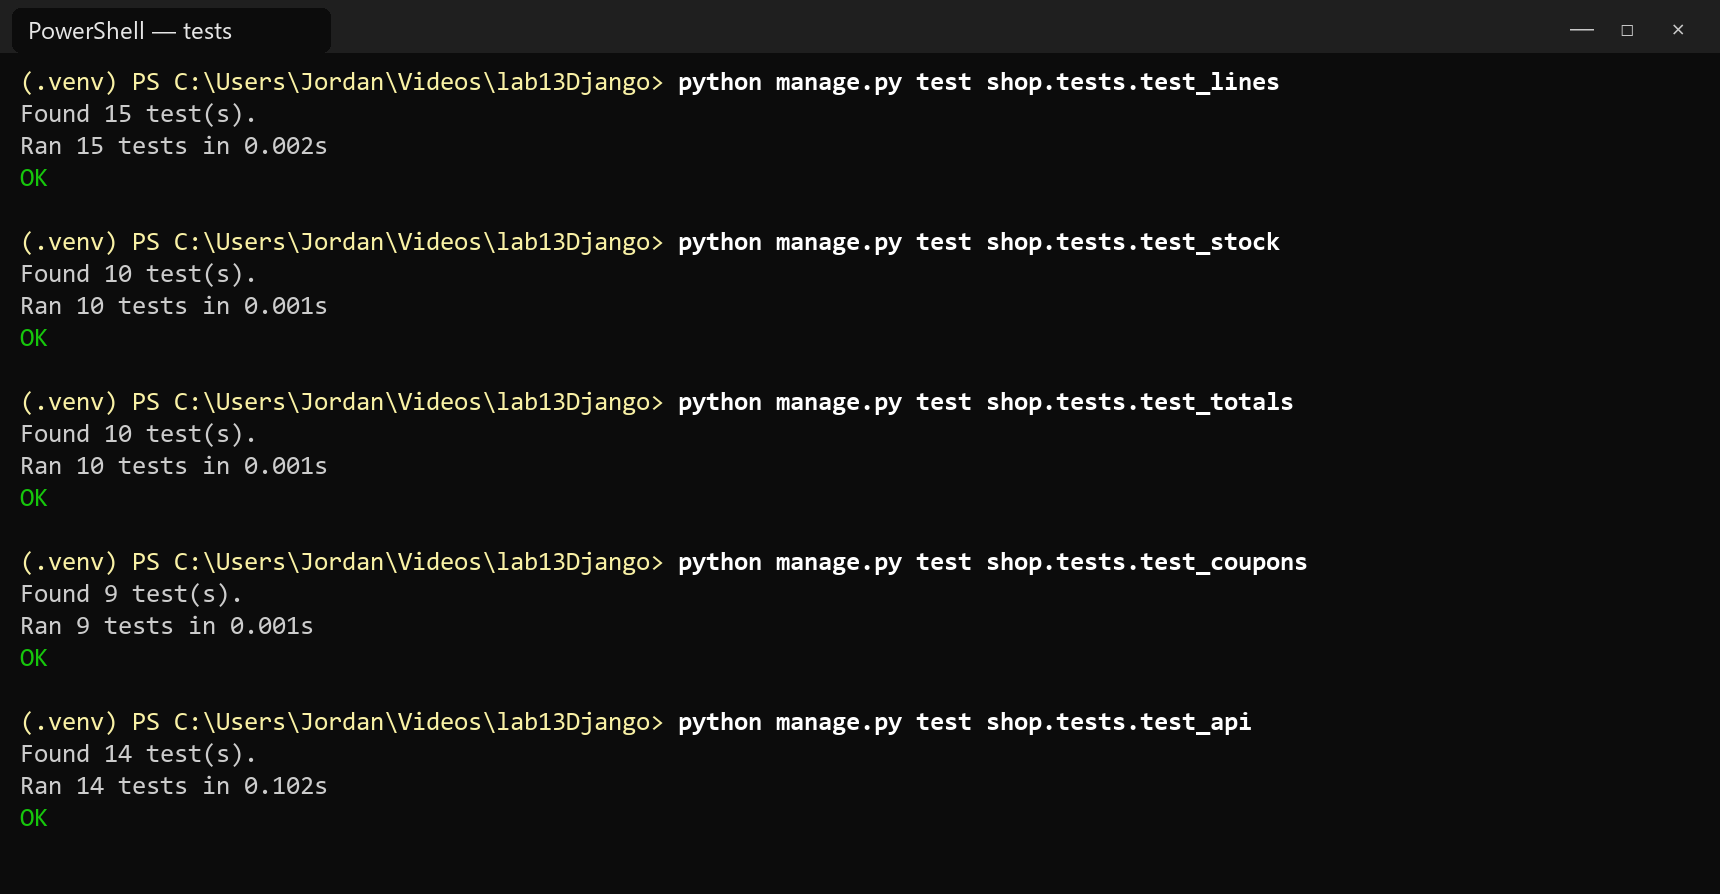 PowerShell — tests
(.venv) PS C:\Users\Jordan\Videos\lab13Django> python manage.py test shop.tests.test_lines
Found 15 test(s).
Ran 15 tests in 0.002s
OK
(.venv) PS C:\Users\Jordan\Videos\lab13Django> python manage.py test shop.tests.test_stock
Found 10 test(s).
Ran 10 tests in 0.001s
OK
(.venv) PS C:\Users\Jordan\Videos\lab13Django> python manage.py test shop.tests.test_totals
Found 10 test(s).
Ran 10 tests in 0.001s
OK
(.venv) PS C:\Users\Jordan\Videos\lab13Django> python manage.py test shop.tests.test_coupons
Found 9 test(s).
Ran 9 tests in 0.001s
OK
(.venv) PS C:\Users\Jordan\Videos\lab13Django> python manage.py test shop.tests.test_api
Found 14 test(s).
Ran 14 tests in 0.102s
OK